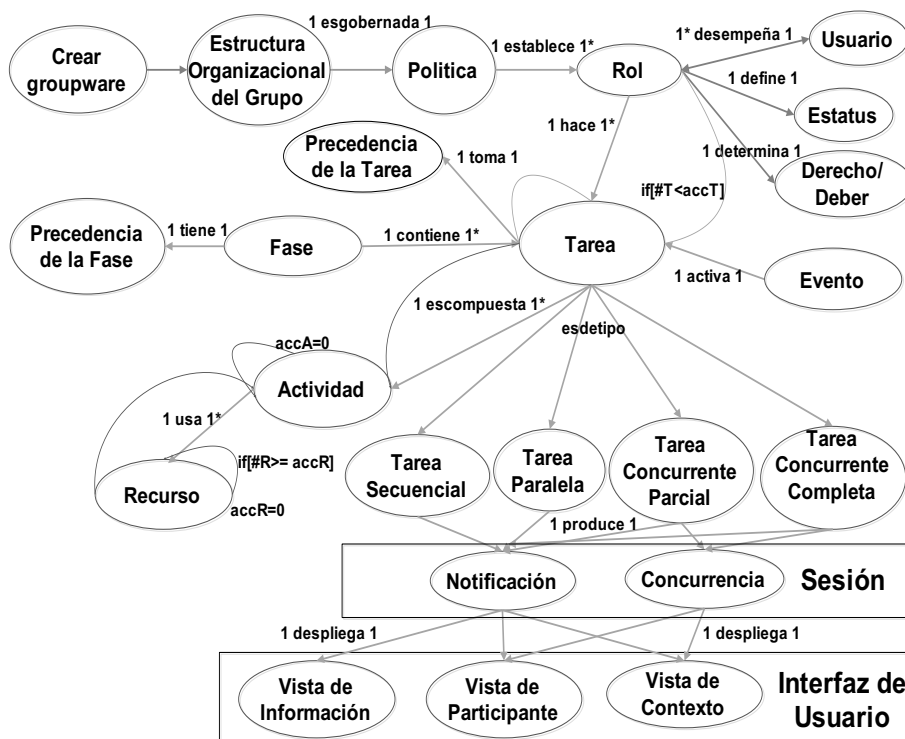 1 esgobernada 1
Crear
groupware
Estructura
Organizacional
del Grupo
Politica
1 establece 1*
Rol
1* desempeña 1
Usuario
1 define 1
Estatus
1 determina 1
Derecho/
Deber
1 hace 1*
Precedencia
de la Tarea
1 toma 1
if[#T<accT]
Precedencia
de la Fase
1 tiene 1
Fase
1 contiene 1*
Tarea
1 activa 1
Evento
1 escompuesta 1*
esdetipo
accA=0
Actividad
1 usa 1*
if[#R>= accR]
Recurso
accR=0
Tarea
Secuencial
Tarea
Paralela
Tarea
Concurrente
Parcial
Tarea
Concurrente
Completa
1 produce 1
Notificación
Concurrencia
Sesión
1 despliega 1
1 despliega 1
Vista de
Información
Vista de
Participante
Vista de
Contexto
Interfaz de
Usuario